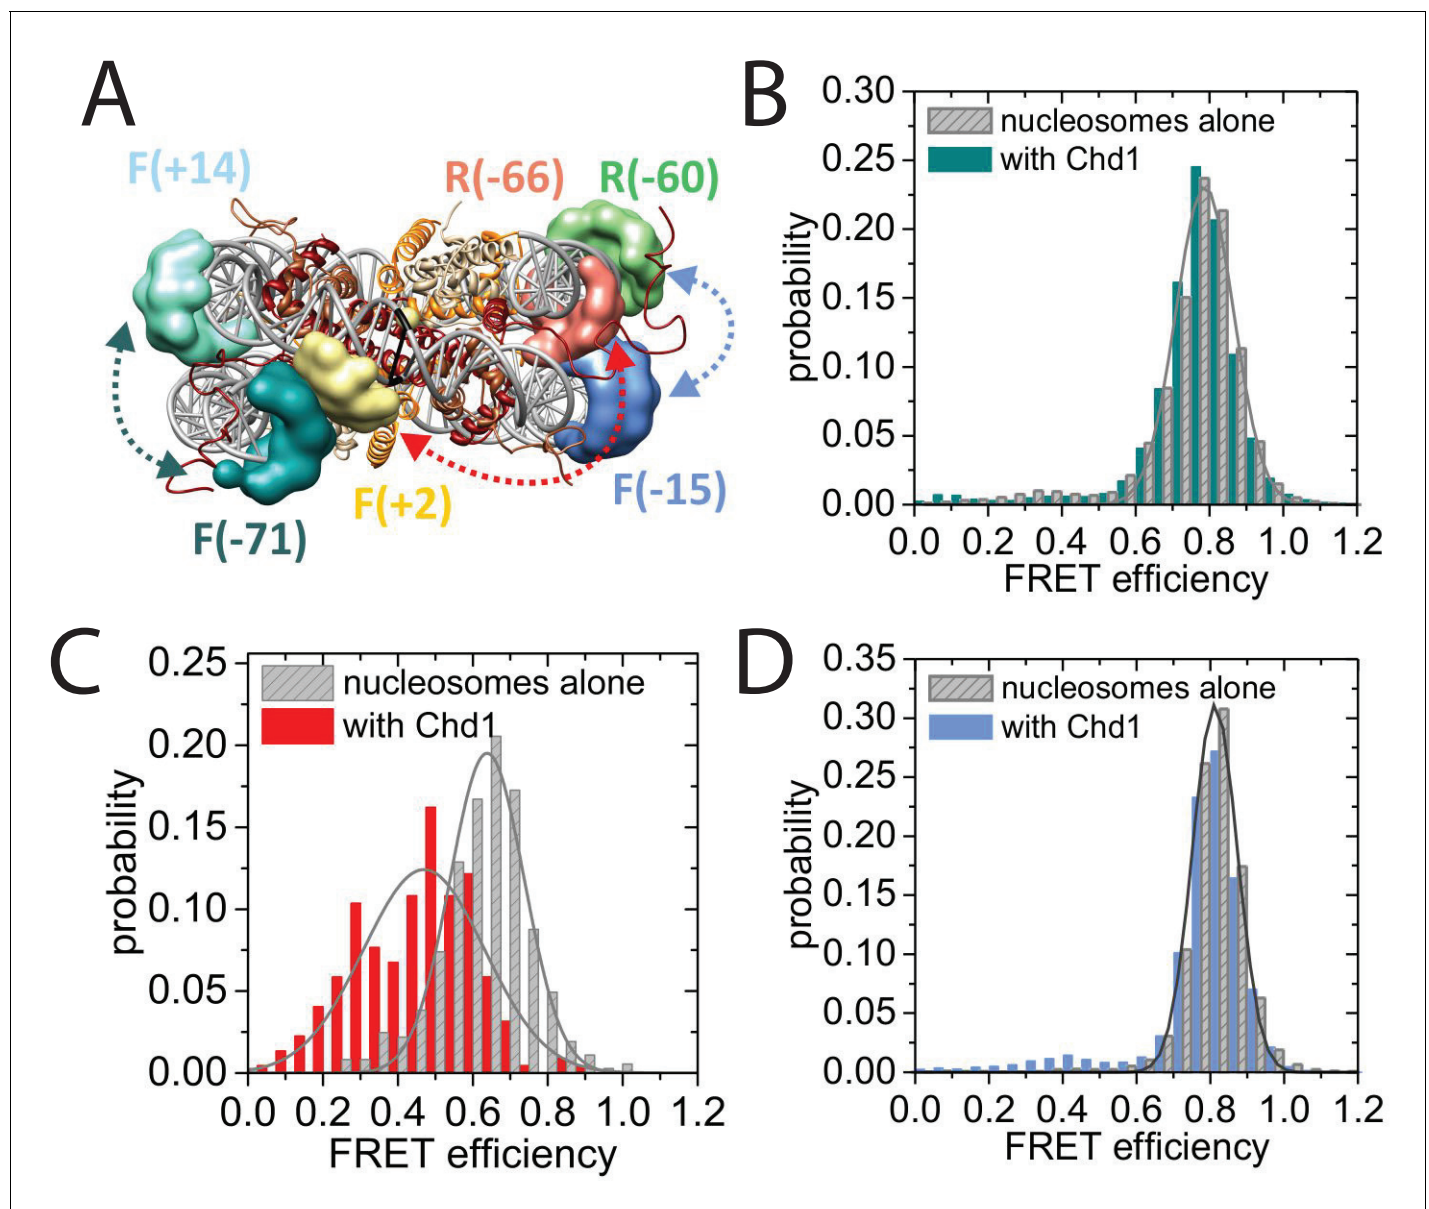 A
F(+14)
R(-66)
R(-60)
F(-15)
F(+2)
F(-71)
B
nucleosomes alone
with Chd1
probability
0.30
0.25
0.20
0.15
0.10
0.05
0.00
0.0 0.2 0.4 0.6 0.8 1.0 1.2
FRET efficiency
C
nucleosomes alone
with Chd1
probability
0.25
0.20
0.15
0.10
0.05
0.00
0.0 0.2 0.4 0.6 0.8 1.0 1.2
FRET efficiency
D
nucleosomes alone
with Chd1
probability
0.35
0.30
0.25
0.20
0.15
0.10
0.05
0.00
0.0 0.2 0.4 0.6 0.8 1.0 1.2
FRET efficiency